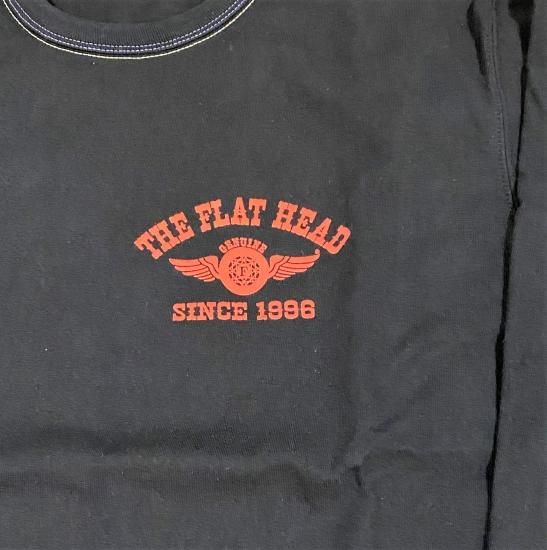 THE FLAT HEAD
GENUINE
F
SINCE 1996